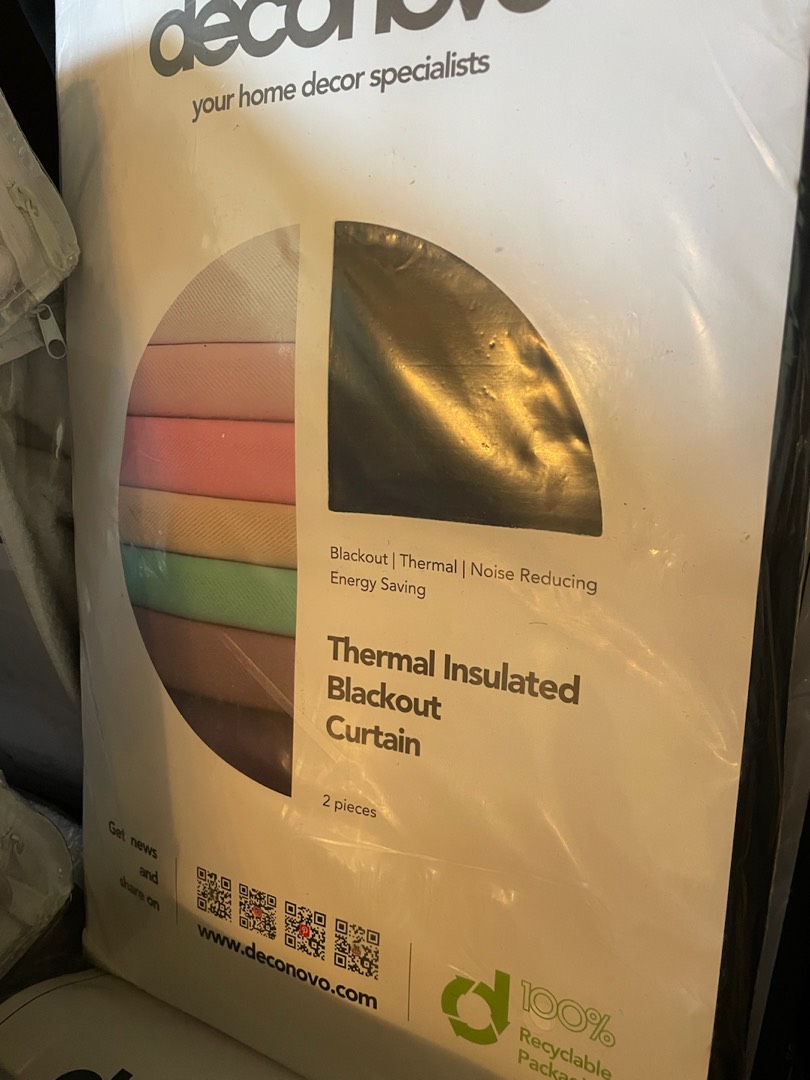 deconovo
your home decor specialists
Blackout | Thermal | Noise Reducing
Energy Saving
Thermal Insulated
Blackout
Curtain
2 pieces
Get news
and
share on
www.deconovo.com
100%
Recyclable